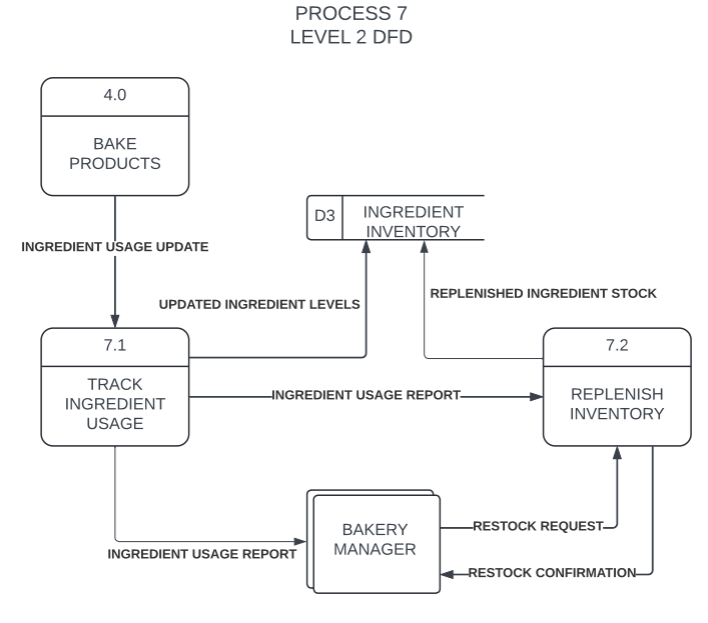 PROCESS 7
LEVEL 2 DFD
4.0
BAKE
PRODUCTS
D3
INGREDIENT
INVENTORY
INGREDIENT USAGE UPDATE
UPDATED INGREDIENT LEVELS
REPLENISHED INGREDIENT STOCK
7.1
TRACK
INGREDIENT
USAGE
INGREDIENT USAGE REPORT
7.2
REPLENISH
INVENTORY
BAKERY
MANAGER
RESTOCK REQUEST
INGREDIENT USAGE REPORT
RESTOCK CONFIRMATION